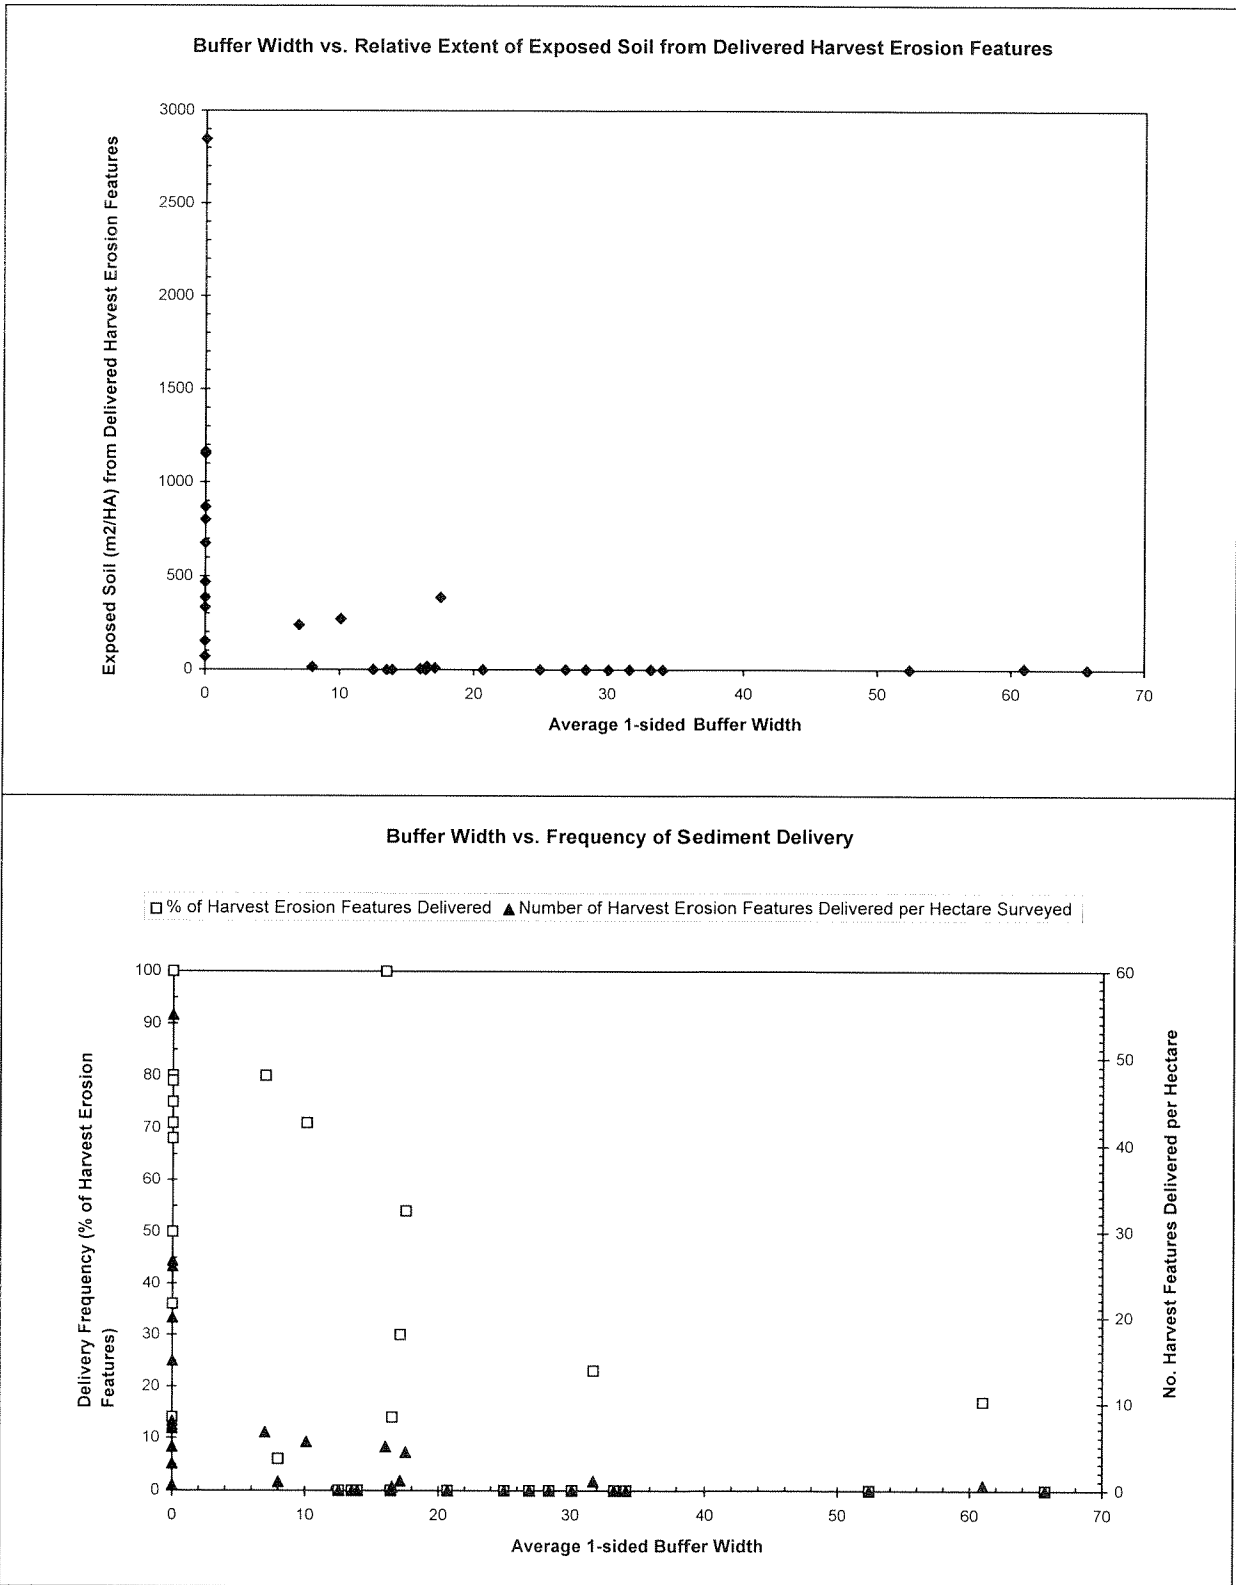 Buffer Width vs. Relative Extent of Exposed Soil from Delivered Harvest Erosion Features
Exposed Soil (m2/HA) from Delivered Harvest Erosion Features
3000
2500
2000
1500
1000
500
0
0 10 20 30 40 50 60 70
Average 1-sided Buffer Width
Buffer Width vs. Frequency of Sediment Delivery
% of Harvest Erosion Features Delivered Number of Harvest Erosion Features Delivered per Hectare Surveyed
Delivery Frequency (% of Harvest Erosion
Features)
100
90
80
70
60
50
40
30
20
10
0
60
50
40
30
20
10
0
No. Harvest Features Delivered per Hectare
0 10 20 30 40 50 60 70
Average 1-sided Buffer Width